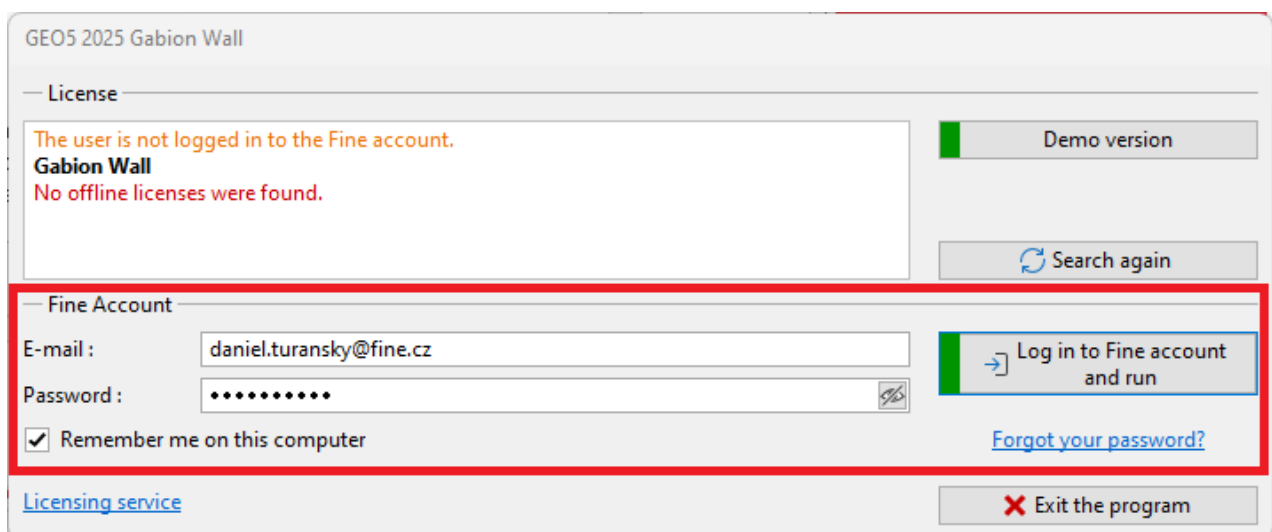 GEO5 2025 Gabion Wall
License
The user is not logged in to the Fine account.
Gabion Wall
No offline licenses were found.
Demo version
Search again
Fine Account
E-mail :
daniel.turansky@fine.cz
Password :
••••••••••
Log in to Fine account
and run
Remember me on this computer
Forgot your password?
Licensing service
Exit the program